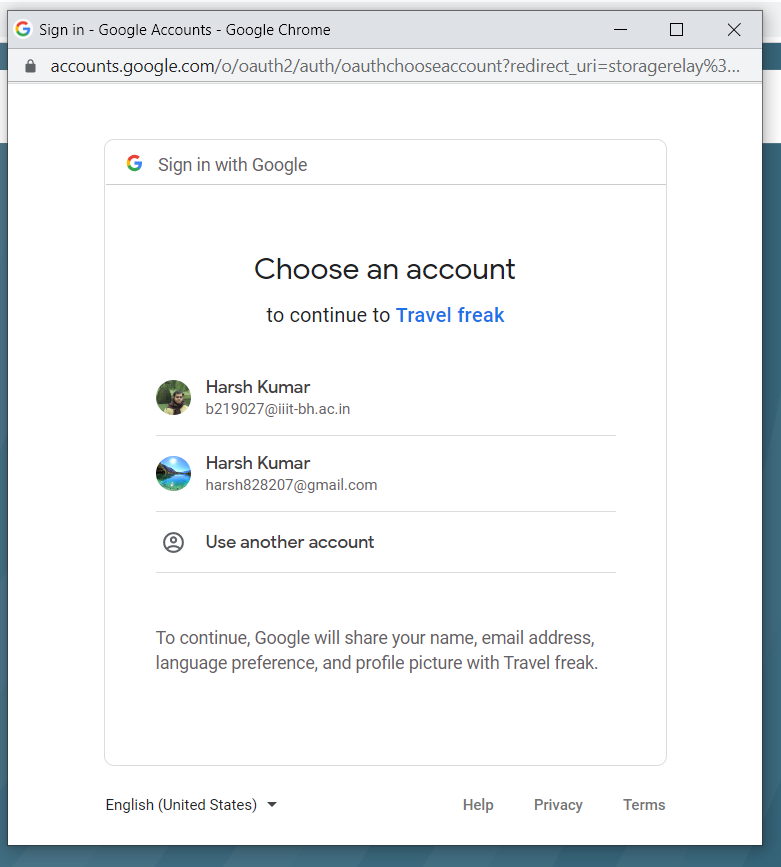 Sign in - Google Accounts - Google Chrome
accounts.google.com/o/oauth2/auth/oauthchooseaccount?redirect_uri=storagerelay%3...
Sign in with Google
Choose an account
to continue to Travel freak
Harsh Kumar
b219027@iiit-bh.ac.in
Harsh Kumar
harsh828207@gmail.com
Use another account
To continue, Google will share your name, email address,
language preference, and profile picture with Travel freak.
English (United States) Help Privacy Terms